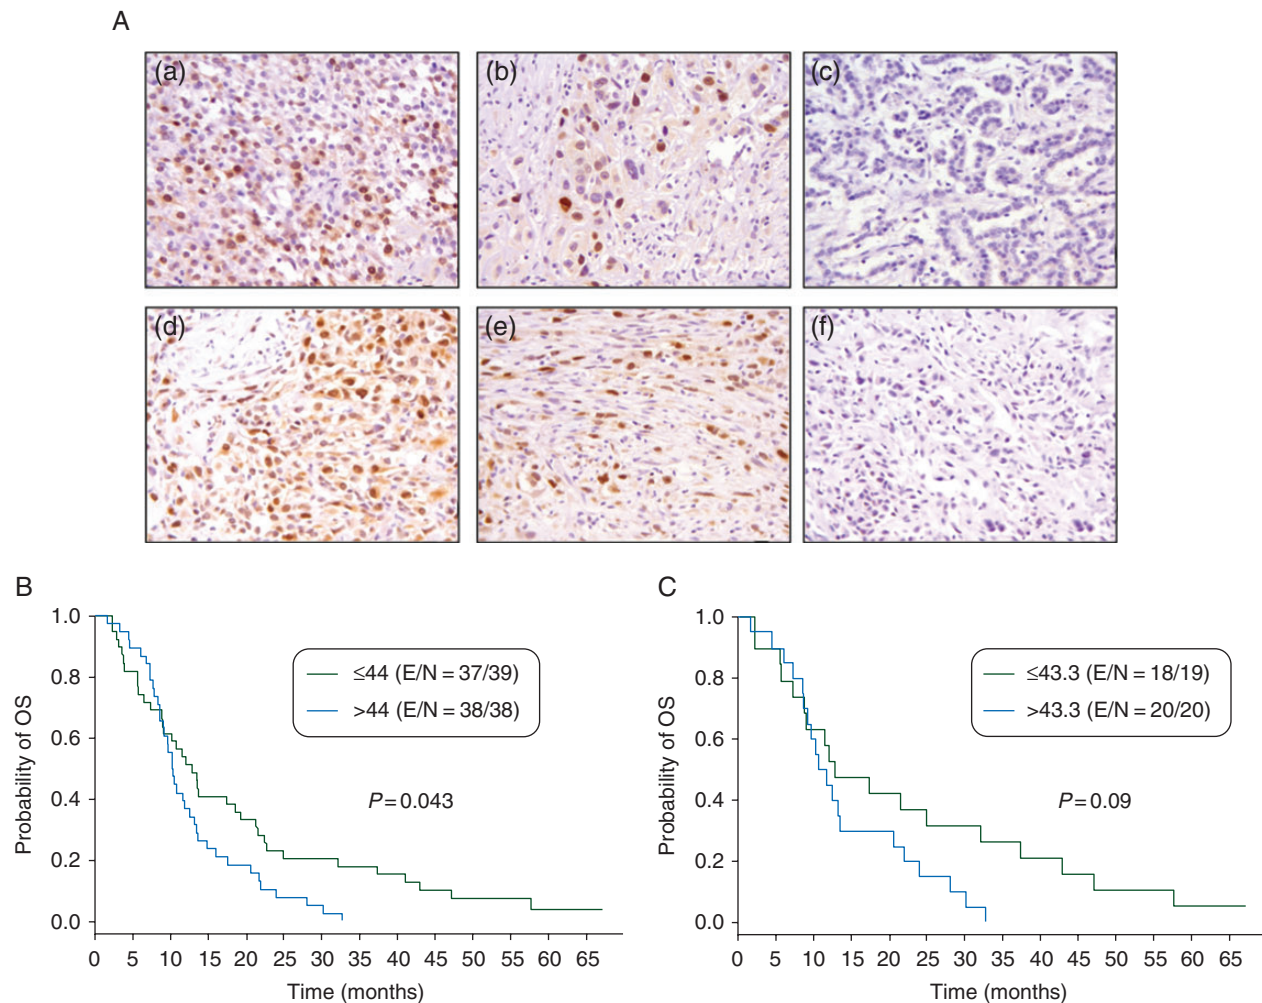 A
(a) (b) (c)
(d) (e) (f)
B
1.0
0.8
0.6
0.4
0.2
0.0
Probability of OS
≤44 (E/N = 37/39)
>44 (E/N = 38/38)
P = 0.043
0 5 10 15 20 25 30 35 40 45 50 55 60 65
Time (months)
C
1.0
0.8
0.6
0.4
0.2
0.0
Probability of OS
≤43.3 (E/N = 18/19)
>43.3 (E/N = 20/20)
P = 0.09
0 5 10 15 20 25 30 35 40 45 50 55 60 65
Time (months)